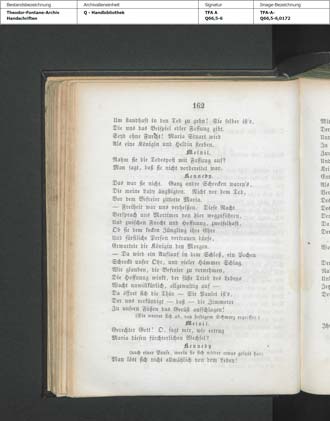 Bestandsbezeichnung
Archivalieneinheit
Signatur
Image-Bezeichnung
Theodor-Fontane-Archiv
Handschriften
Q - Handbibliothek
TFA A
Q66,5-6
TFA-A-
Q66,5-6,0172
162
Um standhaft in den Tod zu gehn! Sie selber ist's,
Die uns das Beispiel edler Fassung gibt.
Seyd ohne Furcht! Maria Stuart wird
Als eine Königin und Heldin sterben.
Melvil.
Nahm sie die Todespost mit Fassung auf?
Man sagt, daß sie nicht vorbereitet war.
Kennedy.
Das war sie nicht. Ganz andre Schrecken waren's,
Die meine Lady ängstigten. Nicht vor dem Tod,
Vor dem Befreier zitterte Maria.
— Freiheit war uns verheißen. Diese Nacht
Versprach uns Mortimer von hier wegzuführen,
Und zwischen Furcht und Hoffnung, zweifelhaft,
Ob sie dem kecken Jüngling ihre Ehre
Und fürstliche Person vertrauen dürfe,
Erwartete die Königin den Morgen.
— Da wird ein Auflauf in dem Schloß, ein Pochen
Schreckt unser Ohr, und vieler Hämmer Schlag.
Wir glauben, die Befreier zu vernehmen,
Die Hoffnung winkt, der süße Trieb des Lebens
Wacht unwillkürlich, allgewaltig auf —
Da öffnet sich die Thür — Sir Paulet ist's,
Der uns verkündigt — daß — die Zimmerer
Zu unsern Füßen das Gerüst aufschlagen!
(Sie wendet sich ab, von heftigem Schmerz ergriffen)
Melvil.
Gerechter Gott! O, sagt mir, wie ertrug
Maria diesen fürchterlichen Wechsel?
Kennedy
(nach einer Pause, worin sie sich wieder etwas gefaßt hat)
Man löst sich nicht allmählich von dem Leben!